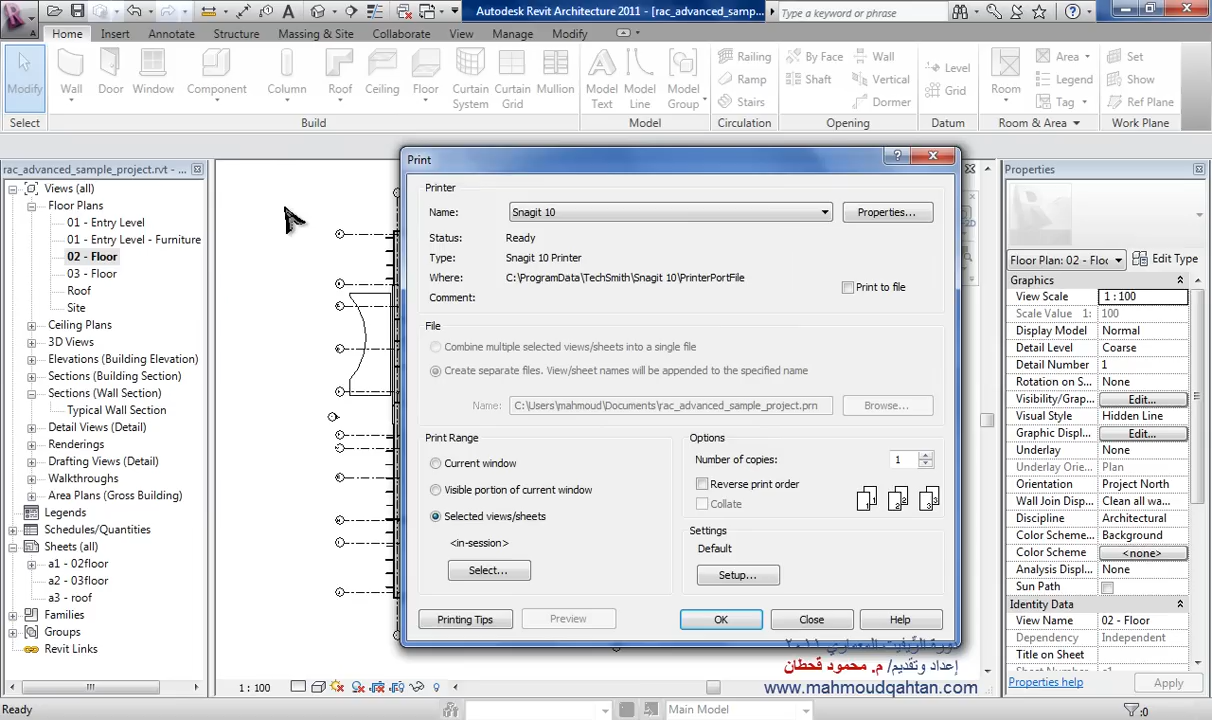 Autodesk Revit Architecture 2011 - [rac_advanced_samp...
Type a keyword or phrase
Home Insert Annotate Structure Massing & Site Collaborate View Manage Modify
Modify Wall Door Window Component Column Roof Ceiling Floor Curtain System Curtain Grid Mullion Model Text Model Line Model Group
Railing Ramp Stairs
By Face Shaft Wall Vertical Dormer
Level Grid
Room Area Legend Tag
Set Show Ref Plane
Select Build Model Circulation Opening Datum Room & Area Work Plane
rac_advanced_sample_project.rvt - ...
Views (all)
Floor Plans
01 - Entry Level
01 - Entry Level - Furniture
02 - Floor
03 - Floor
Roof
Site
Ceiling Plans
3D Views
Elevations (Building Elevation)
Sections (Building Section)
Sections (Wall Section)
Typical Wall Section
Detail Views (Detail)
Renderings
Drafting Views (Detail)
Walkthroughs
Area Plans (Gross Building)
Legends
Schedules/Quantities
Sheets (all)
a1 - 02floor
a2 - 03floor
a3 - roof
Families
Groups
Revit Links
Print
Printer
Name: Snagit 10 Properties...
Status: Ready
Type: Snagit 10 Printer
Where: C:\ProgramData\TechSmith\Snagit 10\PrinterPortFile
Comment: Print to file
File
Combine multiple selected views/sheets into a single file
Create separate files. View/sheet names will be appended to the specified name
Name: C:\Users\mahmoud\Documents\rac_advanced_sample_project.prn Browse...
Print Range
Current window
Visible portion of current window
Selected views/sheets
<in-session>
Select...
Options
Number of copies: 1
Reverse print order
Collate
Settings
Default
Setup...
Printing Tips Preview OK Close Help
Properties
Floor Plan: 02 - Floo Edit Type
Graphics
View Scale 1 : 100
Scale Value 1: 100
Display Model Normal
Detail Level Coarse
Detail Number 1
Rotation on S... None
Visibility/Grap... Edit...
Visual Style Hidden Line
Graphic Displ... Edit...
Underlay None
Underlay Orie... Plan
Orientation Project North
Wall Join Disp... Clean all wa...
Discipline Architectural
Color Scheme... Background
Color Scheme <none>
Analysis Displ... None
Sun Path
Identity Data
View Name 02 - Floor
Dependency Independent
Title on Sheet
Properties help Apply
دورة الرِّيفيت المعماري ٢٠١١
إعداد وتقديم/ م. محمود قحطان
www.mahmoudqahtan.com
1 : 100
Ready Main Model :0